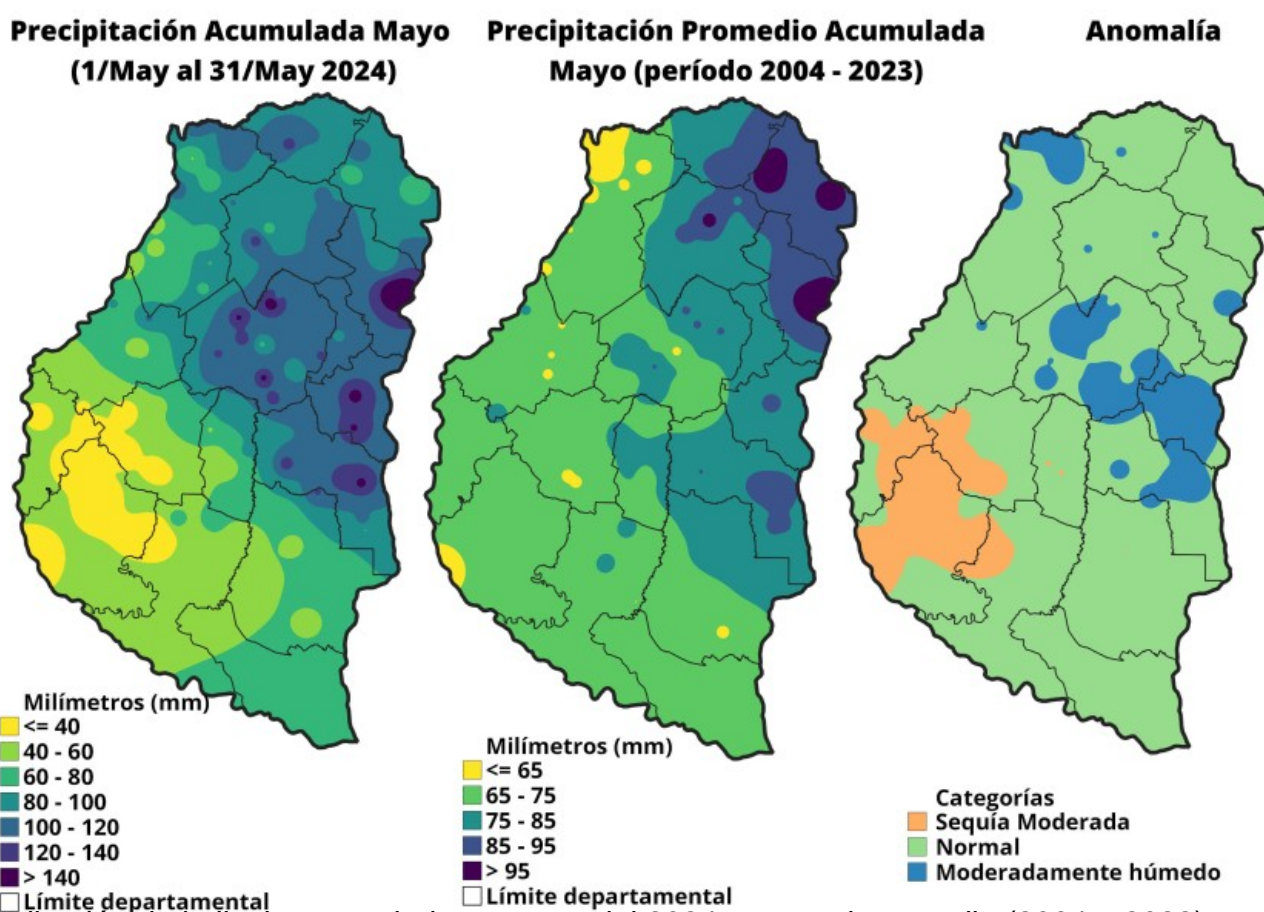 Precipitación Acumulada Mayo
(1/May al 31/May 2024)
Precipitación Promedio Acumulada
Mayo (período 2004 - 2023)
Anomalía
Milímetros (mm)
<= 40
40 - 60
60 - 80
80 - 100
100 - 120
120 - 140
> 140
Límite departamental
Milímetros (mm)
<= 65
65 - 75
75 - 85
85 - 95
> 95
Límite departamental
Categorías
Sequía Moderada
Normal
Moderadamente húmedo